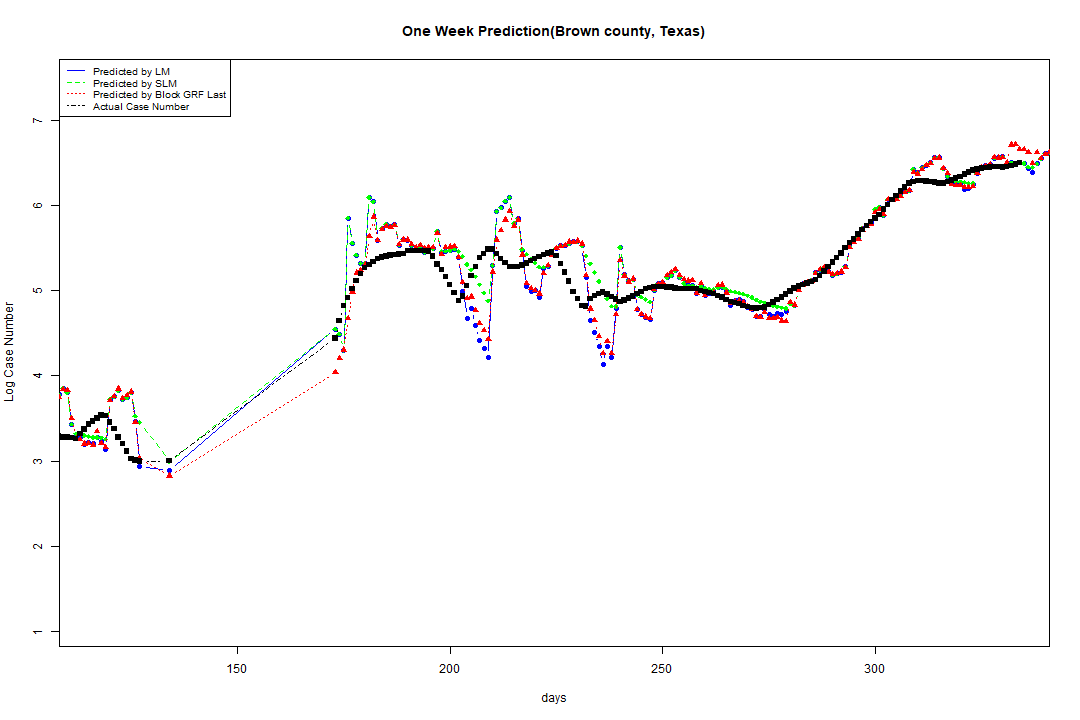 One Week Prediction(Brown county, Texas)
Predicted by LM
Predicted by SLM
Predicted by Block GRF Last
Actual Case Number
7
6
5
4
3
2
1
Log Case Number
150 200 250 300
days